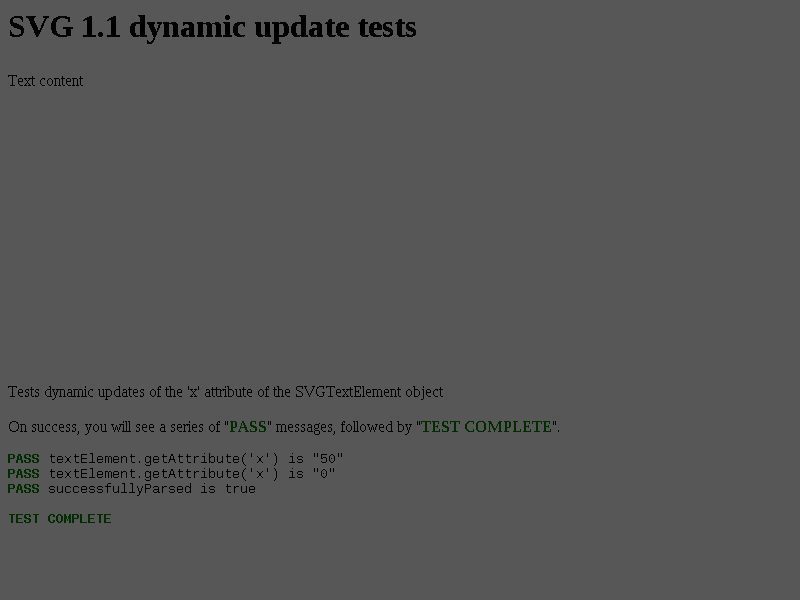 SVG 1.1 dynamic update tests
Text content
Tests dynamic updates of the 'x' attribute of the SVGTextElement object
On success, you will see a series of "PASS" messages, followed by "TEST COMPLETE".
PASS textElement.getAttribute('x') is "50"
PASS textElement.getAttribute('x') is "0"
PASS successfullyParsed is true
TEST COMPLETE